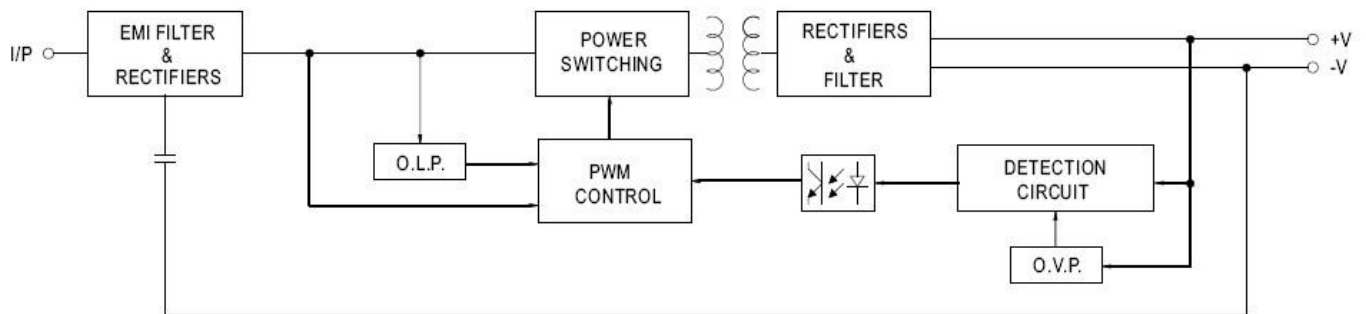 I/P
EMI FILTER
&
RECTIFIERS
POWER
SWITCHING
RECTIFIERS
&
FILTER
+V
-V
O.L.P.
PWM
CONTROL
DETECTION
CIRCUIT
O.V.P.